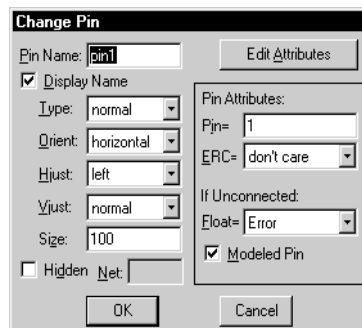 Change Pin
Pin Name: pin1
Edit Attributes
Display Name
Type: normal
Orient: horizontal
Hjust: left
Vjust: normal
Size: 100
Hidden Net:
Pin Attributes:
Pin= 1
ERC= don't care
If Unconnected:
Float= Error
Modeled Pin
OK
Cancel